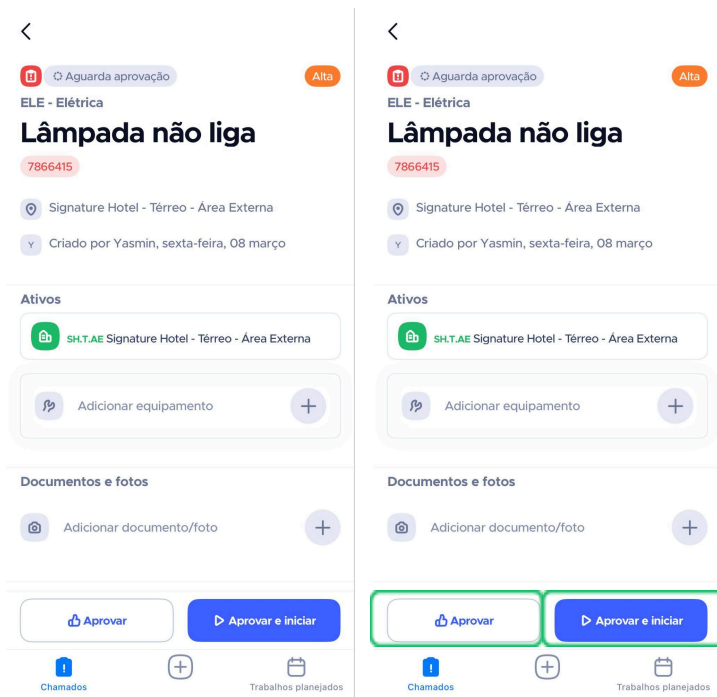 Aguarda aprovação
Alta
ELE - Elétrica
Lâmpada não liga
7866415
Signature Hotel - Térreo - Área Externa
Y Criado por Yasmin, sexta-feira, 08 março
Ativos
SH.T.AE Signature Hotel - Térreo - Área Externa
Adicionar equipamento
Documentos e fotos
Adicionar documento/foto
Aprovar
Aprovar e iniciar
Chamados
Trabalhos planejados
Aguarda aprovação
Alta
ELE - Elétrica
Lâmpada não liga
7866415
Signature Hotel - Térreo - Área Externa
Y Criado por Yasmin, sexta-feira, 08 março
Ativos
SH.T.AE Signature Hotel - Térreo - Área Externa
Adicionar equipamento
Documentos e fotos
Adicionar documento/foto
Aprovar
Aprovar e iniciar
Chamados
Trabalhos planejados